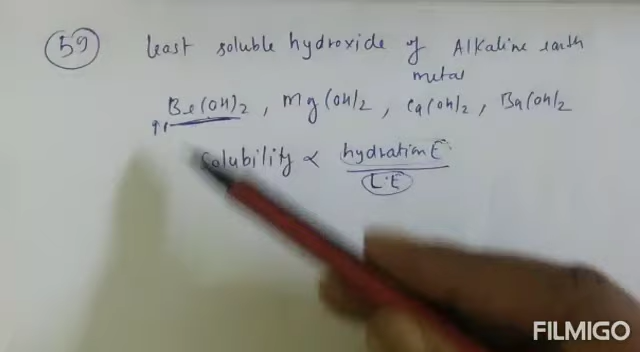 59 least soluble hydroxide of Alkaline earth
metal
Be(OH)2, Mg(OH)2, Ca(OH)2, Ba(OH)2
Solubility ∝ hydration E
L.E
FILMIGO